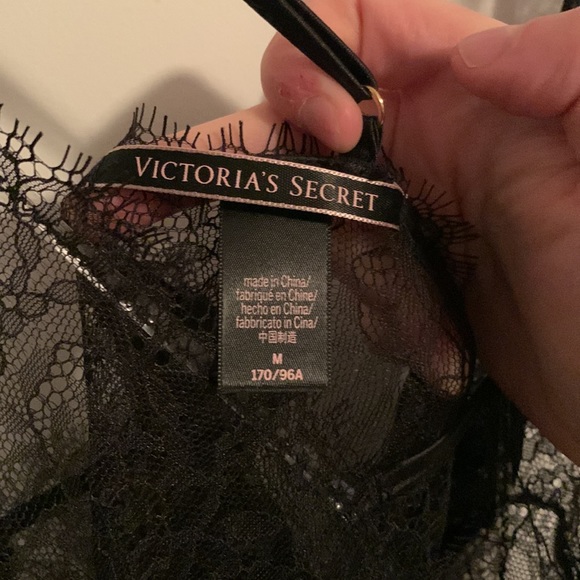 VICTORIA'S SECRET
made in China/
fabriqué en Chine/
hecho en China/
fabbricato in Cina/
中国制造
M
170/96A